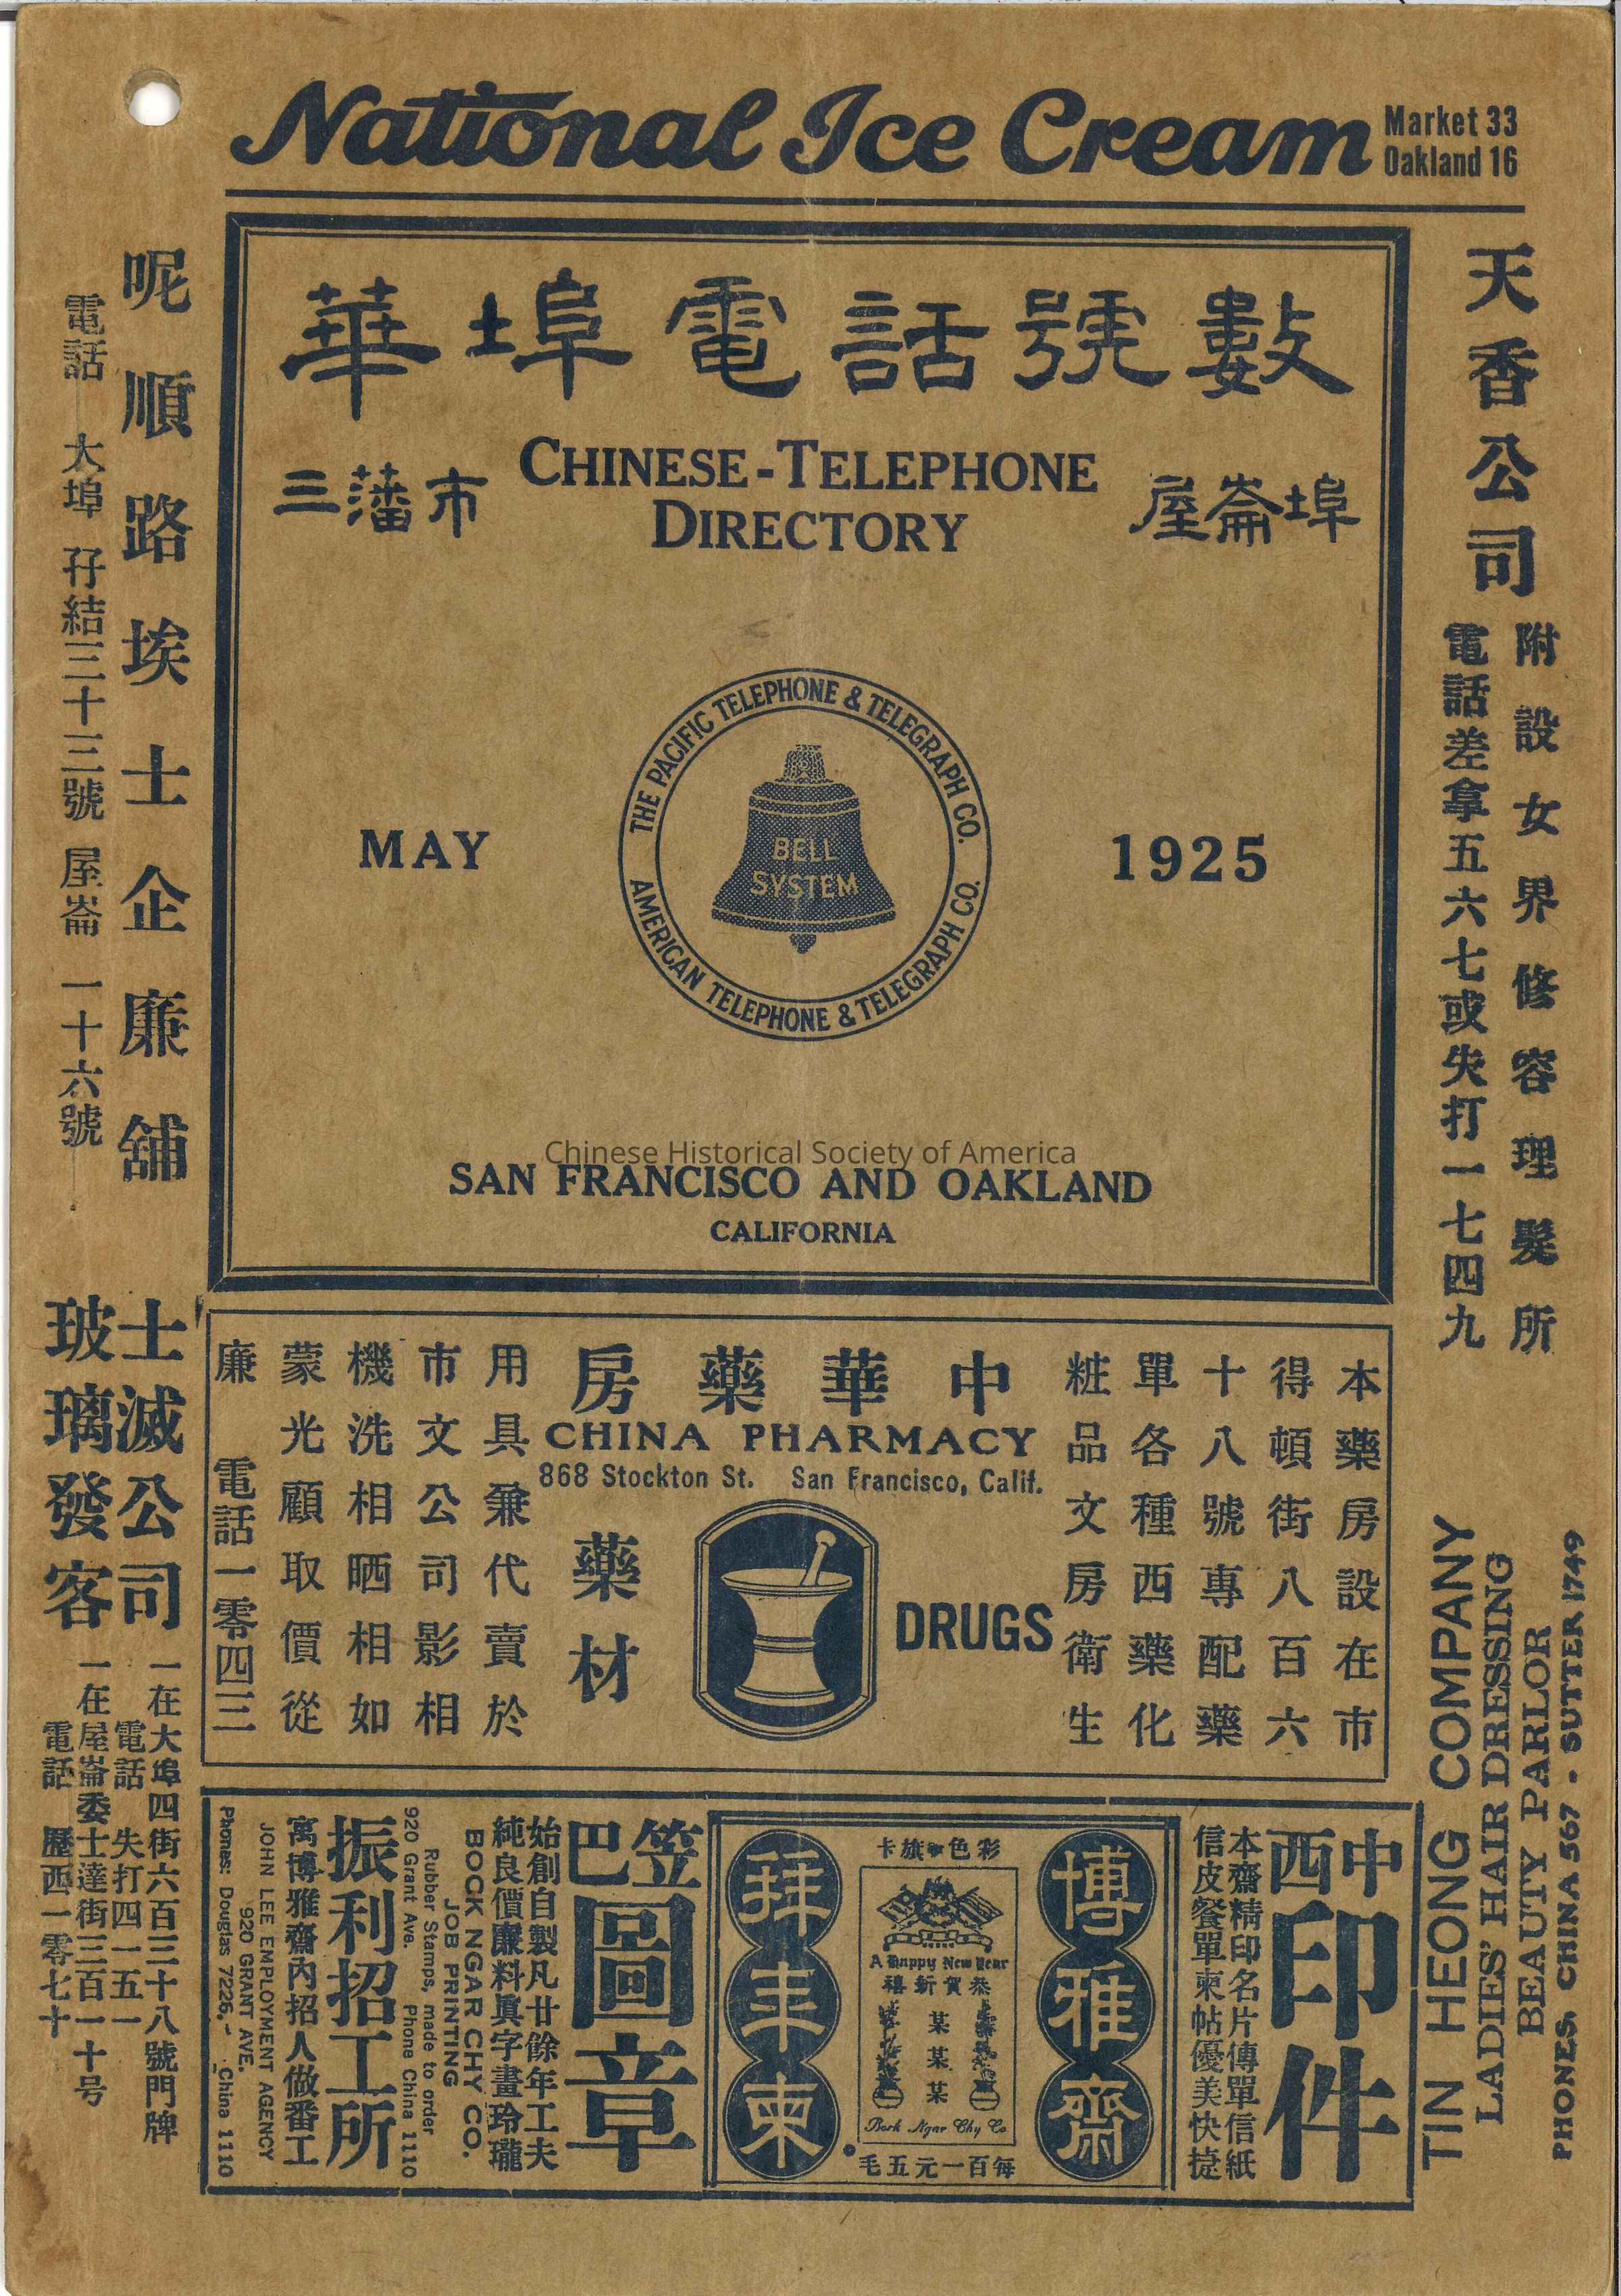 National Ice Cream
Market 33
Oakland 16
華埠電話號數
三藩市
CHINESE-TELEPHONE
DIRECTORY
屋崙埠
THE PACIFIC TELEPHONE & TELEGRAPH CO.
BELL
SYSTEM
AMERICAN TELEPHONE & TELEGRAPH CO.
MAY
1925
Chinese Historical Society of America
SAN FRANCISCO AND OAKLAND
CALIFORNIA
天香公司
附設女界修容理髮所
電話差拿五六七或失打一七四九
TIN HEONG COMPANY
LADIES' HAIR DRESSING
BEAUTY PARLOR
PHONES, CHINA 567 - SUTTER 1749
呢順路埃士企廉舖
電話 大埠 孖結三十三號 屋崙 一十六號
士滅公司
玻璃發客
一在大埠四街六百三十八號門牌
電話 失打四一五一
一在屋崙委士達街三百一十号
電話 歷西一零七十
中華藥房
CHINA PHARMACY
868 Stockton St. San Francisco, Calif.
藥材
DRUGS
本藥房設在市
得頓街八百六
十八號專配藥
單各種西藥化
粧品文房衛生
用具兼代賣於
市文公司影相
機洗相晒相如
蒙光顧取價從
廉 電話一零四三
中西印件
本齋精印名片傳單信紙
信皮餐單柬帖優美快捷
博雅齋
彩色旗卡
A Happy New Year
恭賀新禧
某某某
Bock Ngar Chy Co
每百一元五毛
拜年柬
笠巴圖章
始創自製凡廿餘年工夫
純良價廉料眞字畫玲瓏
BOCK NGAR CHY CO.
JOB PRINTING
Rubber Stamps, made to order
920 Grant Ave. Phone China 1110
振利招工所
寓博雅齋內招人做番工
JOHN LEE EMPLOYMENT AGENCY
920 GRANT AVE.
Phones: Douglas 7226, - China 1110